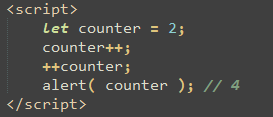 <script>
let counter = 2;
counter++;
++counter;
alert( counter ); // 4
</script>